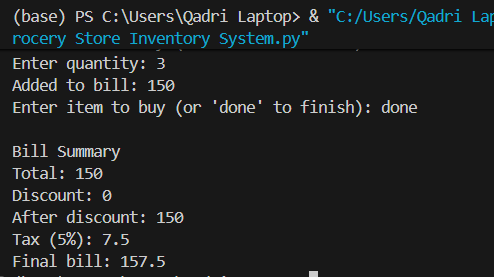 (base) PS C:\Users\Qadri Laptop> & "C:/Users/Qadri Lap
rocery Store Inventory System.py"
Enter quantity: 3
Added to bill: 150
Enter item to buy (or 'done' to finish): done
Bill Summary
Total: 150
Discount: 0
After discount: 150
Tax (5%): 7.5
Final bill: 157.5